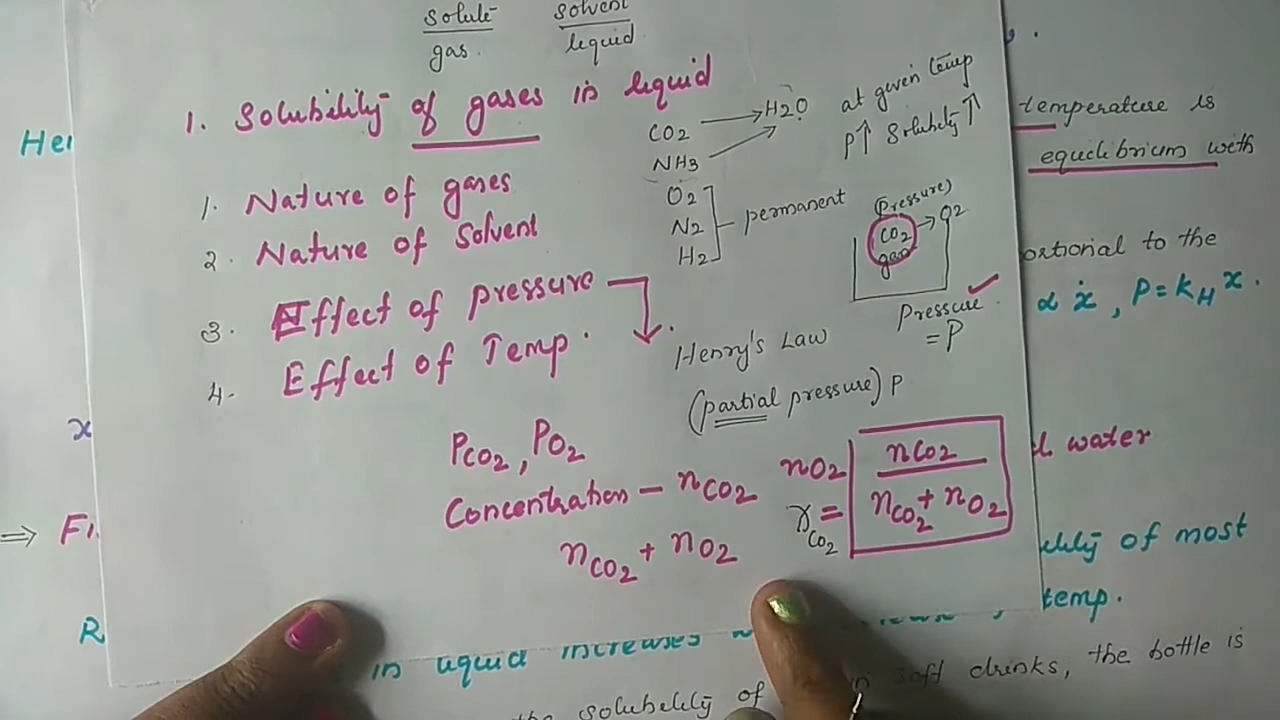 solute solvent
gas. liquid.
1. Solubility of gases in liquid
CO2 → H2O
NH3
at given temp
P↑ Solubility↑
1. Nature of gases
2. Nature of solvent
3. Effect of pressure
4. Effect of Temp.
O2
N2 permanent
H2
(Pressure)
CO2 → O2
gas
Pressure
= P
Henry's Law
(partial pressure) P
PCO2, PO2
Concentration - nCO2 nO2
nCO2 + nO2
xCO2 = nCO2
nCO2 + nO2
Hen
temperature is
equilibrium with
ortional to the
α x, P = KH x.
x
water
⇒ Fi
of most
R
temp.
in liquid increases
the solubility of in soft drinks, the bottle is